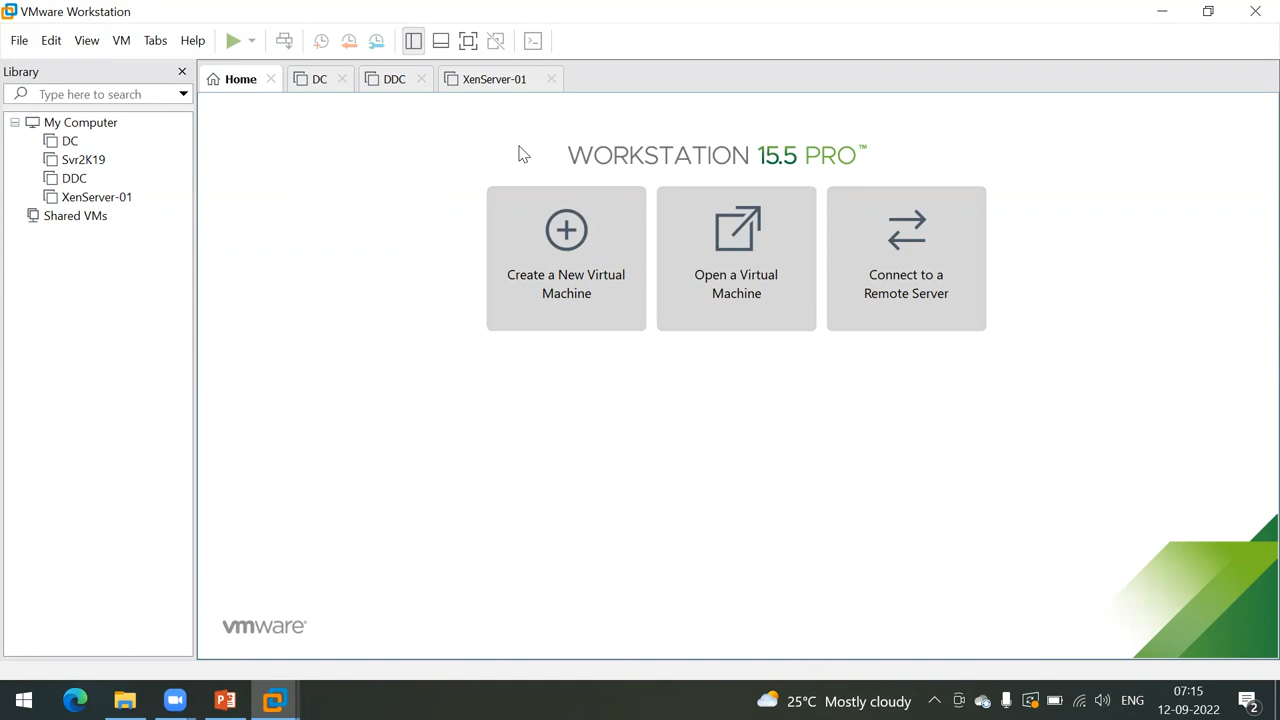 VMware Workstation
File Edit View VM Tabs Help
Library
Type here to search
My Computer
DC
Svr2K19
DDC
XenServer-01
Shared VMs
Home
DC
DDC
XenServer-01
WORKSTATION 15.5 PRO™
Create a New Virtual
Machine
Open a Virtual
Machine
Connect to a
Remote Server
vmware®
25°C Mostly cloudy
ENG
07:15
12-09-2022
2